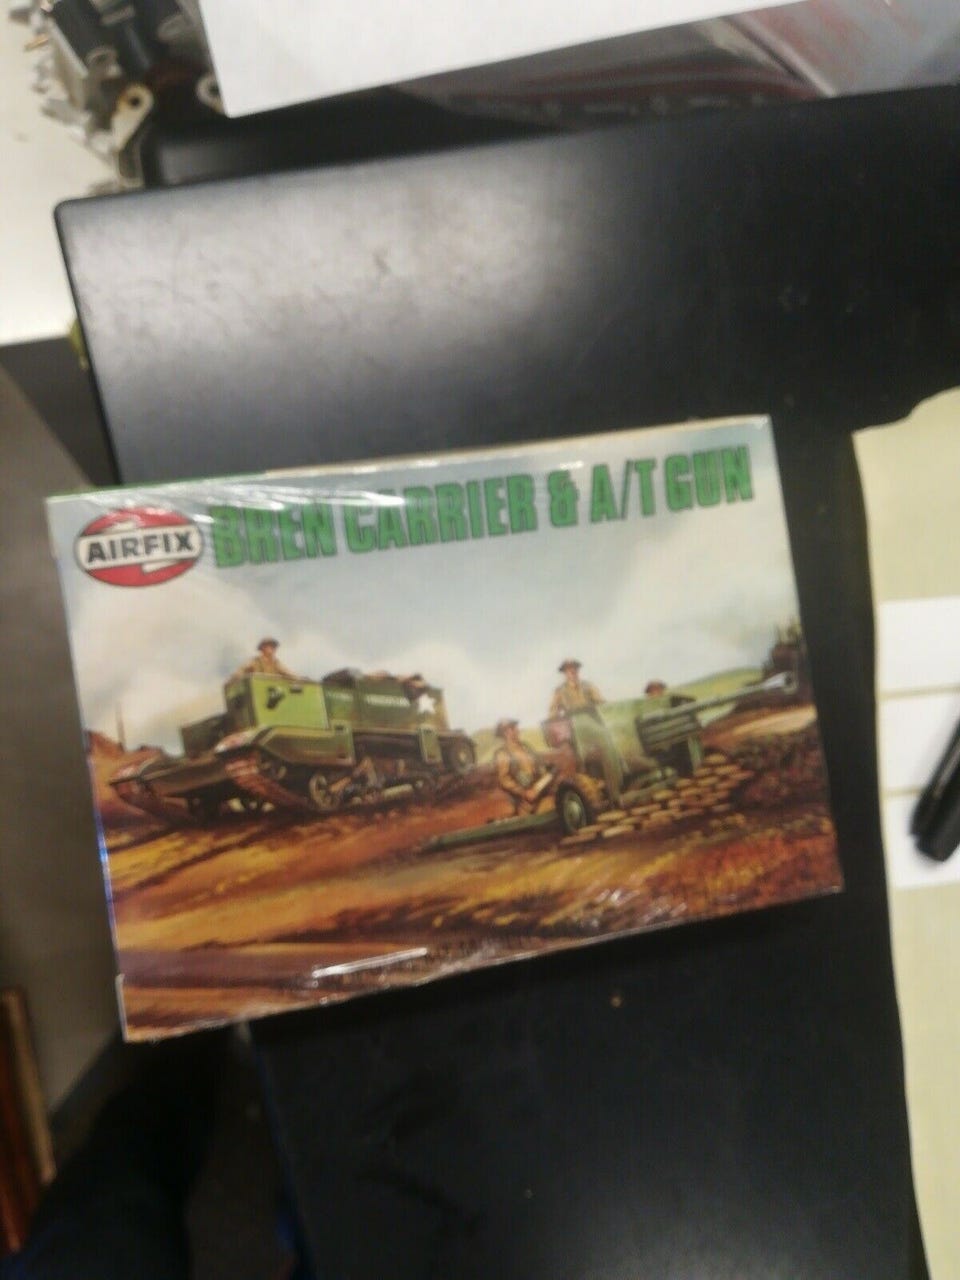 AIRFIX
BREN CARRIER & A/T GUN